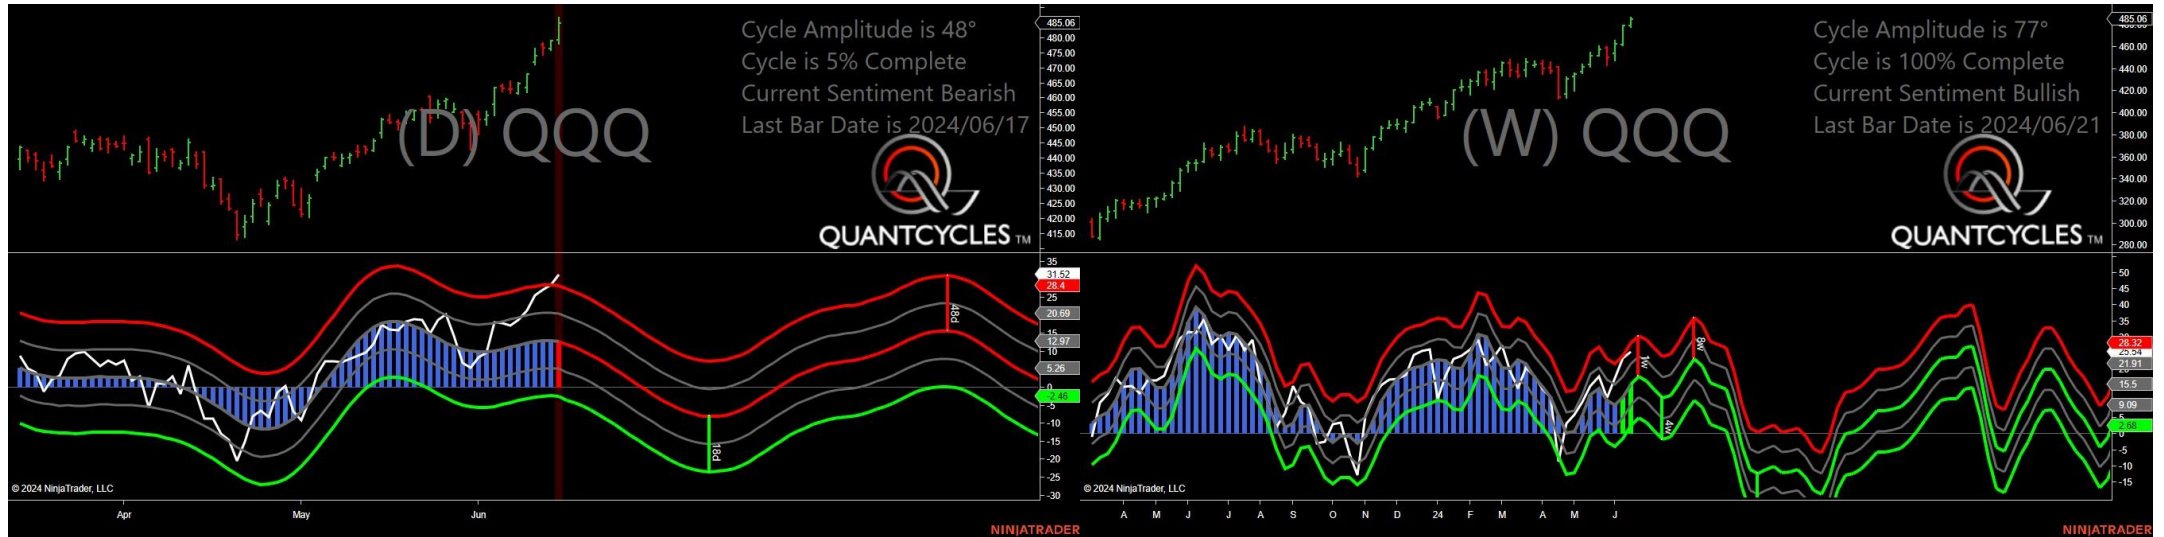 Cycle Amplitude is 48°
Cycle is 5% Complete
Current Sentiment Bearish
Last Bar Date is 2024/06/17
(D) QQQ
QUANTCYCLES TM
485.06
480.00
475.00
470.00
465.00
460.00
455.00
450.00
445.00
440.00
435.00
430.00
425.00
420.00
415.00
35
31.52
28.4
25
20.69
15
12.97
10
5.26
0
-2.46
-5
-10
-15
-20
-25
-30
48d
18d
© 2024 NinjaTrader, LLC
Apr May Jun
NINJATRADER
Cycle Amplitude is 77°
Cycle is 100% Complete
Current Sentiment Bullish
Last Bar Date is 2024/06/21
(W) QQQ
QUANTCYCLES TM
485.06
460.00
440.00
420.00
400.00
380.00
360.00
340.00
320.00
300.00
280.00
50
45
40
35
28.32
25.54
21.91
15.5
9.09
5
2.68
0
-5
-10
-15
1w
8w
4w
© 2024 NinjaTrader, LLC
A M J J A S O N D 24 F M A M J
NINJATRADER